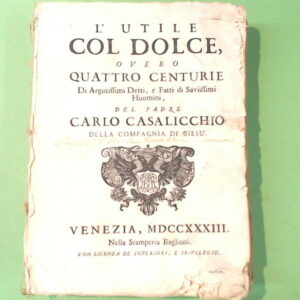 L'UTILE
COL DOLCE,
OVERO
QUATTRO CENTURIE
Di Argutissimi Detti, e Fatti di Savissimi
Huomini,
DEL PADRE
CARLO CASALICCHIO
DELLA COMPAGNIA DI GIESU.
VENEZIA, MDCCXXXIII.
Nella Stamperia Baglioni.
CON LICENZA DE' SUPERIORI, E PRIVILEGIO.